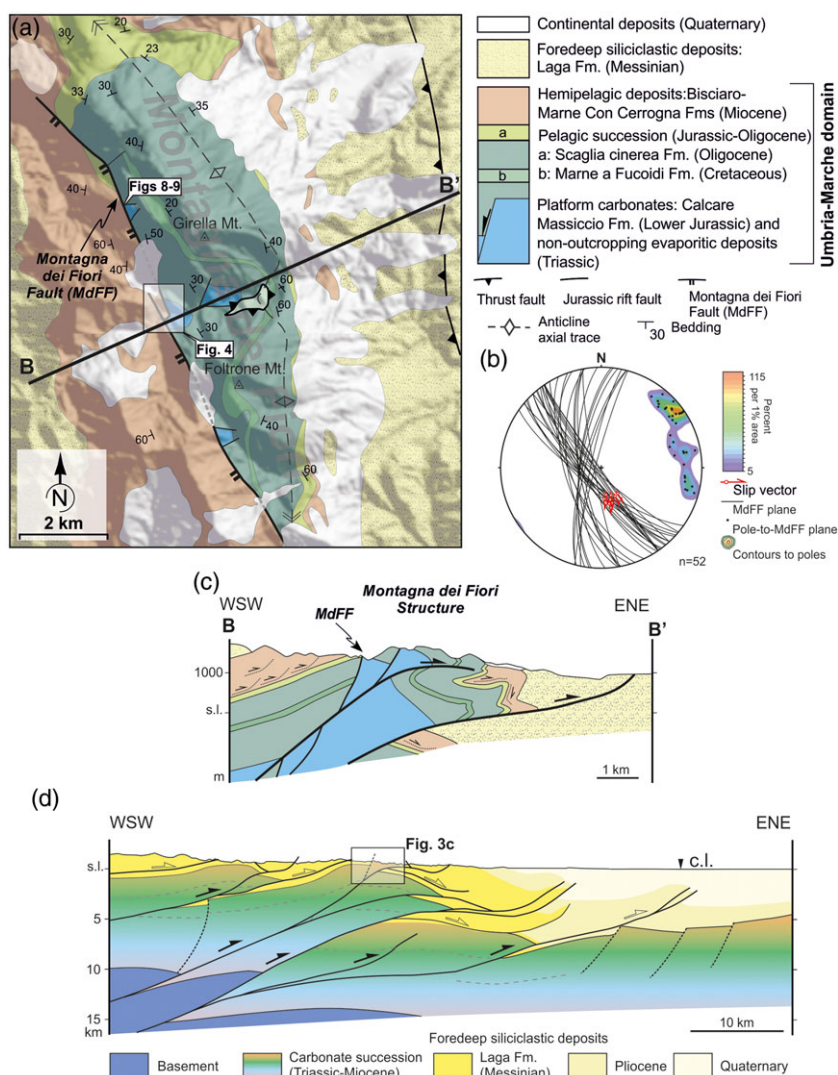 (a)
20
23
30
33
30
35
40
Montagna
B'
40
Figs 8-9
20
Girella Mt.
40
50
60
40
Montagna
dei Fiori
Fault (MdFF)
30
60
60
30
Fig. 4
B
Foltrone Mt.
40
60
60
N
2 km
Continental deposits (Quaternary)
Foredeep siliciclastic deposits:
Laga Fm. (Messinian)
Hemipelagic deposits:Bisciaro-
Marne Con Cerrogna Fms (Miocene)
a
Pelagic succession (Jurassic-Oligocene)
a: Scaglia cinerea Fm. (Oligocene)
b
b: Marne a Fucoidi Fm. (Cretaceous)
Platform carbonates: Calcare
Massiccio Fm. (Lower Jurassic) and
non-outcropping evaporitic deposits
(Triassic)
Umbria-Marche domain
Thrust fault
Jurassic rift fault
Montagna dei Fiori
Fault (MdFF)
Anticline
axial trace
30
Bedding
(b)
N
115
Percent
per 1% area
5
Slip vector
MdFF plane
Pole-to-MdFF plane
Contours to poles
n=52
(c)
WSW
B
MdFF
Montagna dei Fiori
Structure
ENE
B'
1000
s.l.
m
1 km
(d)
WSW
Fig. 3c
ENE
s.l.
c.l.
5
10
15
km
10 km
Foredeep siliciclastic deposits
Basement
Carbonate succession
(Triassic-Miocene)
Laga Fm.
(Messinian)
Pliocene
Quaternary